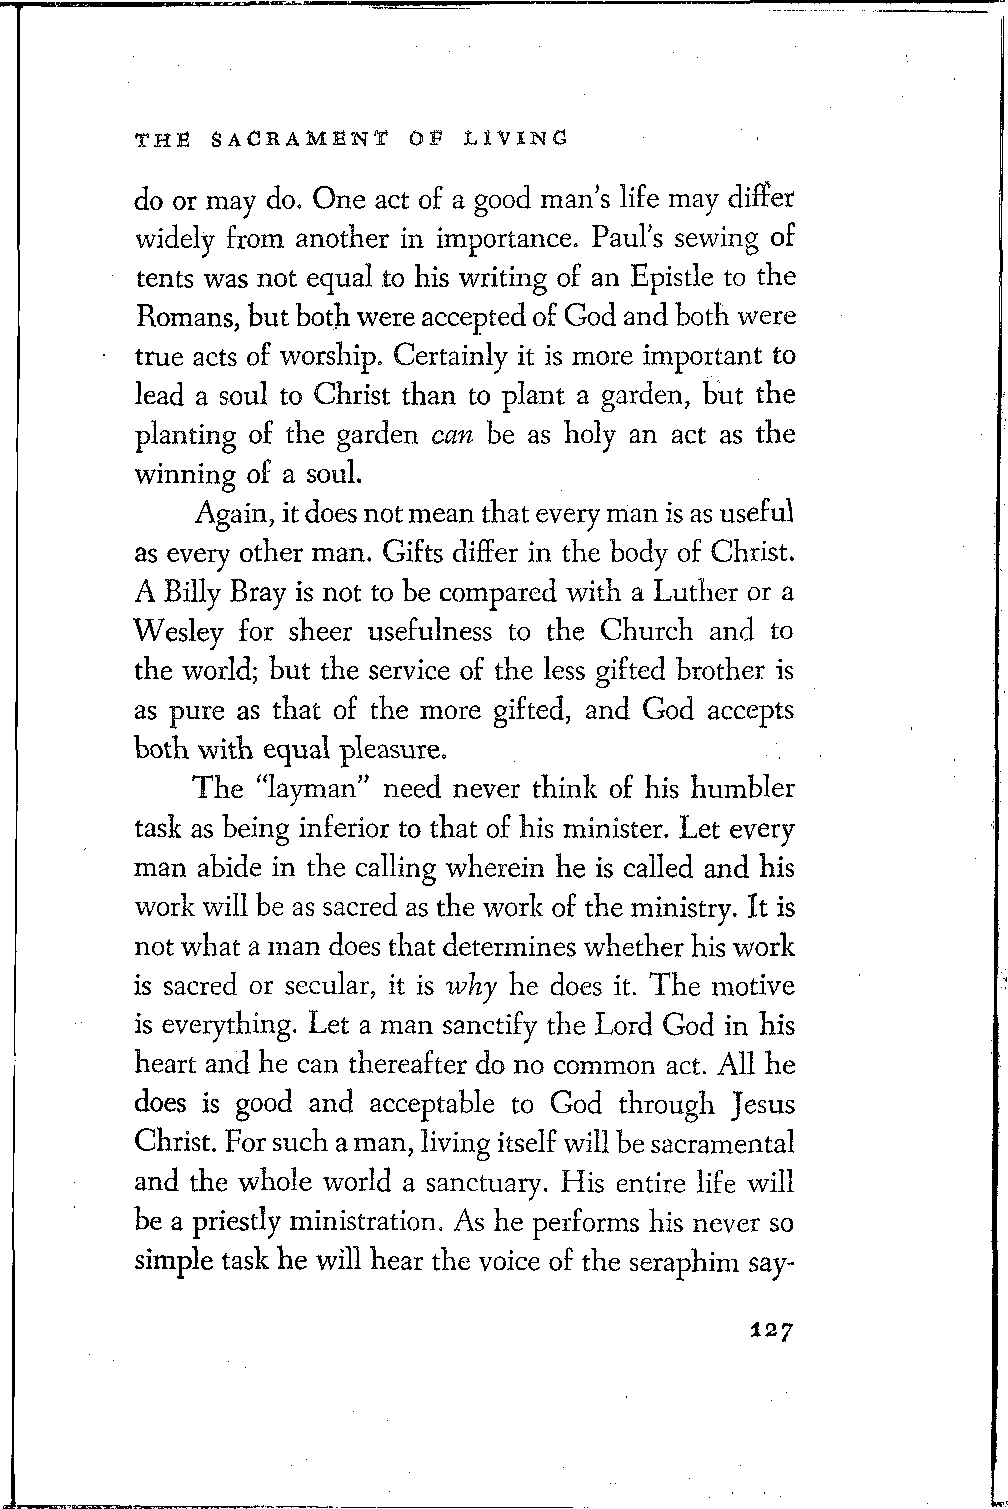 THE SACRAMENT OF LIVING
do or may do. One act of a good man's life may differ
widely from another in importance. Paul's sewing of
tents was not equal to his writing of an Epistle to the
Romans, but both were accepted of God and both were
true acts of worship. Certainly it is more important to
lead a soul to Christ than to plant a garden, but the
planting of the garden can be as holy an act as the
winning of a soul.
Again, it does not mean that every man is as useful
as every other man. Gifts differ in the body of Christ.
A Billy Bray is not to be compared with a Luther or a
Wesley for sheer usefulness to the Church and to
the world; but the service of the less gifted brother is
as pure as that of the more gifted, and God accepts
both with equal pleasure.
The "layman" need never think of his humbler
task as being inferior to that of his minister. Let every
man abide in the calling wherein he is called and his
work will be as sacred as the work of the ministry. It is
not what a man does that determines whether his work
is sacred or secular, it is why he does it. The motive
is everything. Let a man sanctify the Lord God in his
heart and he can thereafter do no common act. All he
does is good and acceptable to God through Jesus
Christ. For such a man, living itself will be sacramental
and the whole world a sanctuary. His entire life will
be a priestly ministration. As he performs his never so
simple task he will hear the voice of the seraphim say-
127